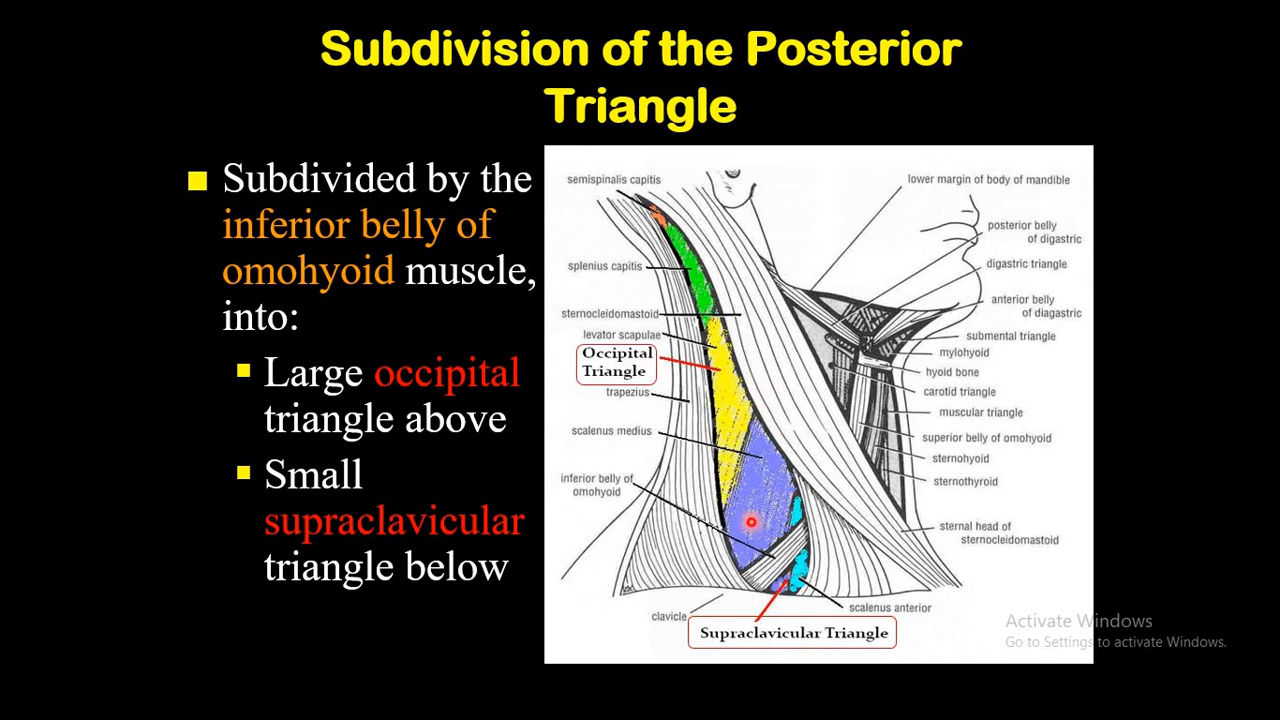 Subdivision of the Posterior
Triangle
Subdivided by the
inferior belly of
omohyoid muscle,
into:
Large occipital
triangle above
Small
supraclavicular
triangle below
semispinalis capitis
splenius capitis
sternocleidomastoid
levator scapulae
Occipital
Triangle
trapezius
scalenus medius
inferior belly of
omohyoid
clavicle
lower margin of body of mandible
posterior belly
of digastric
digastric triangle
anterior belly
of diagastric
submental triangle
mylohyoid
hyoid bone
carotid triangle
muscular triangle
superior belly of omohyoid
sternohyoid
sternothyroid
sternal head of
sternocleidomastoid
scalenus anterior
Supraclavicular Triangle
Activate Windows
Go to Settings to activate Windows.